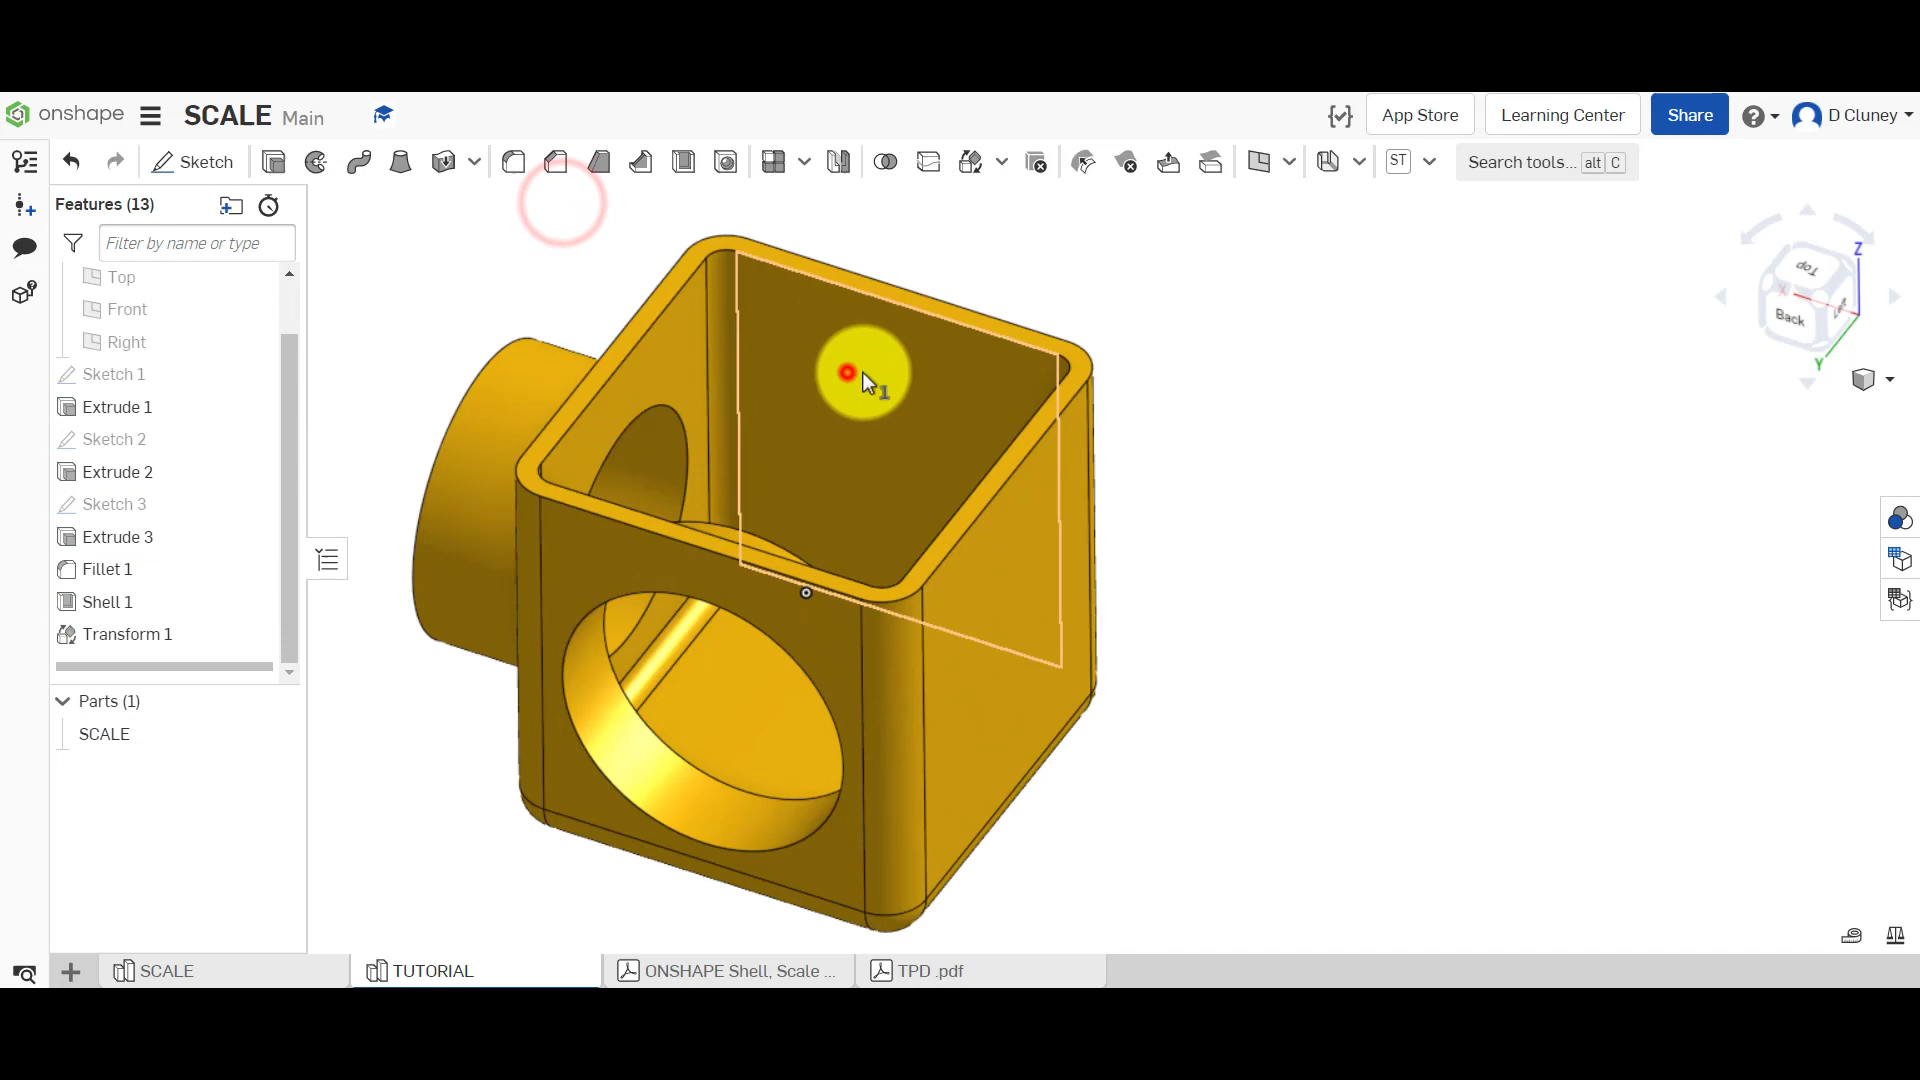 onshape SCALE Main App Store Learning Center Share D Cluney
Sketch ST Search tools... alt C
Features (13)
Filter by name or type
Top
Front
Right
Sketch 1
Extrude 1
Sketch 2
Extrude 2
Sketch 3
Extrude 3
Fillet 1
Shell 1
Transform 1
Parts (1)
SCALE
1
Z
Top
X
Back
Y
SCALE TUTORIAL ONSHAPE Shell, Scale ... TPD .pdf